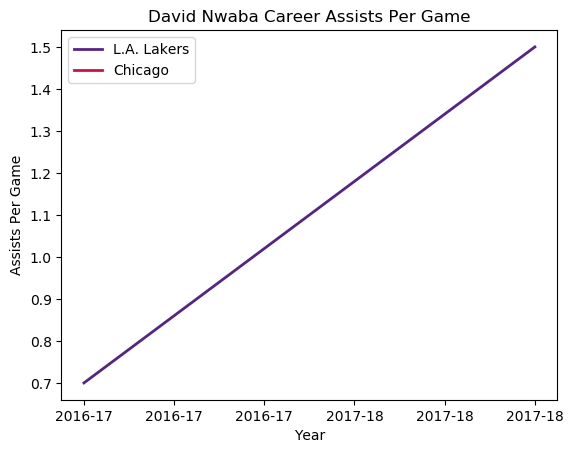 David Nwaba Career Assists Per Game
L.A. Lakers
Chicago
1.5
1.4
1.3
1.2
1.1
1.0
0.9
0.8
0.7
Assists Per Game
2016-17 2016-17 2016-17 2017-18 2017-18 2017-18
Year